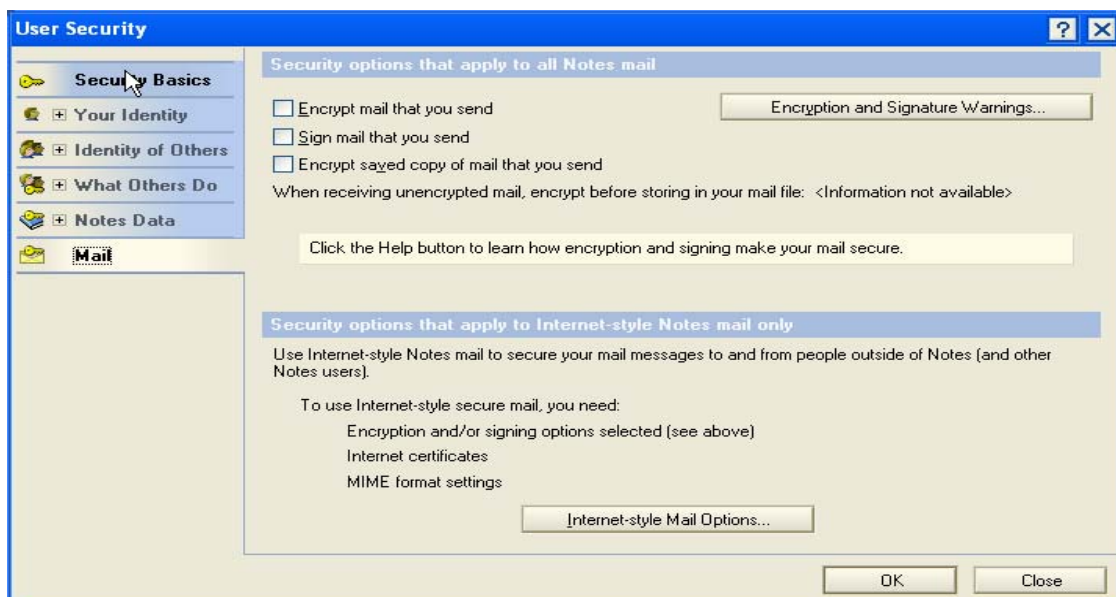 User Security
Security Basics
Your Identity
Identity of Others
What Others Do
Notes Data
Mail
Security options that apply to all Notes mail
Encrypt mail that you send
Encryption and Signature Warnings...
Sign mail that you send
Encrypt saved copy of mail that you send
When receiving unencrypted mail, encrypt before storing in your mail file: <Information not available>
Click the Help button to learn how encryption and signing make your mail secure.
Security options that apply to Internet-style Notes mail only
Use Internet-style Notes mail to secure your mail messages to and from people outside of Notes (and other
Notes users).
To use Internet-style secure mail, you need:
Encryption and/or signing options selected (see above)
Internet certificates
MIME format settings
Internet-style Mail Options...
OK
Close